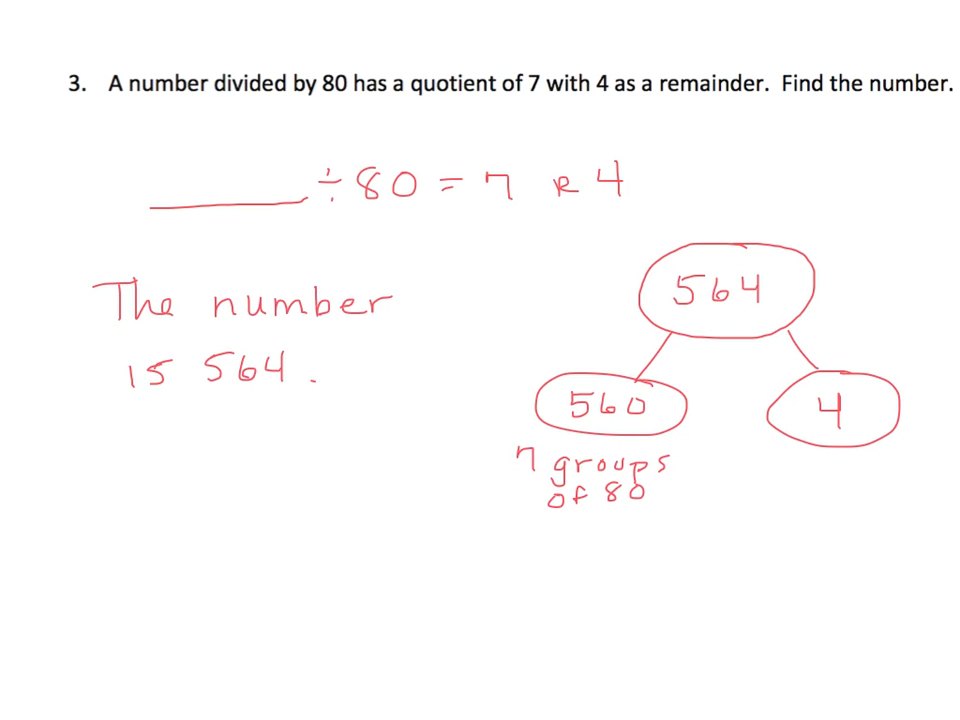 3. A number divided by 80 has a quotient of 7 with 4 as a remainder. Find the number.
______ ÷ 80 = 7 R 4
The number
is 564.
564
560
4
7 groups
of 80